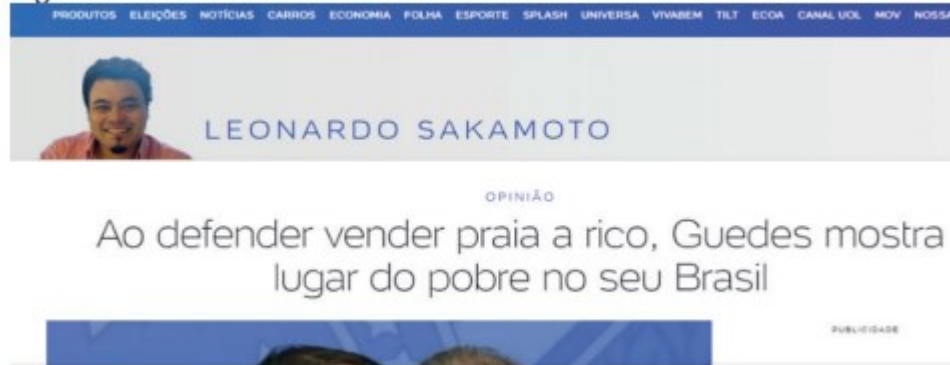 PRODUTOS ELEIÇÕES NOTÍCIAS CARROS ECONOMIA FOLHA ESPORTE SPLASH UNIVERSA VIVABEM TILT ECOA CANAL UOL MOV NOSSA
LEONARDO SAKAMOTO
OPINIÃO
Ao defender vender praia a rico, Guedes mostra
lugar do pobre no seu Brasil
PUBLICIDADE